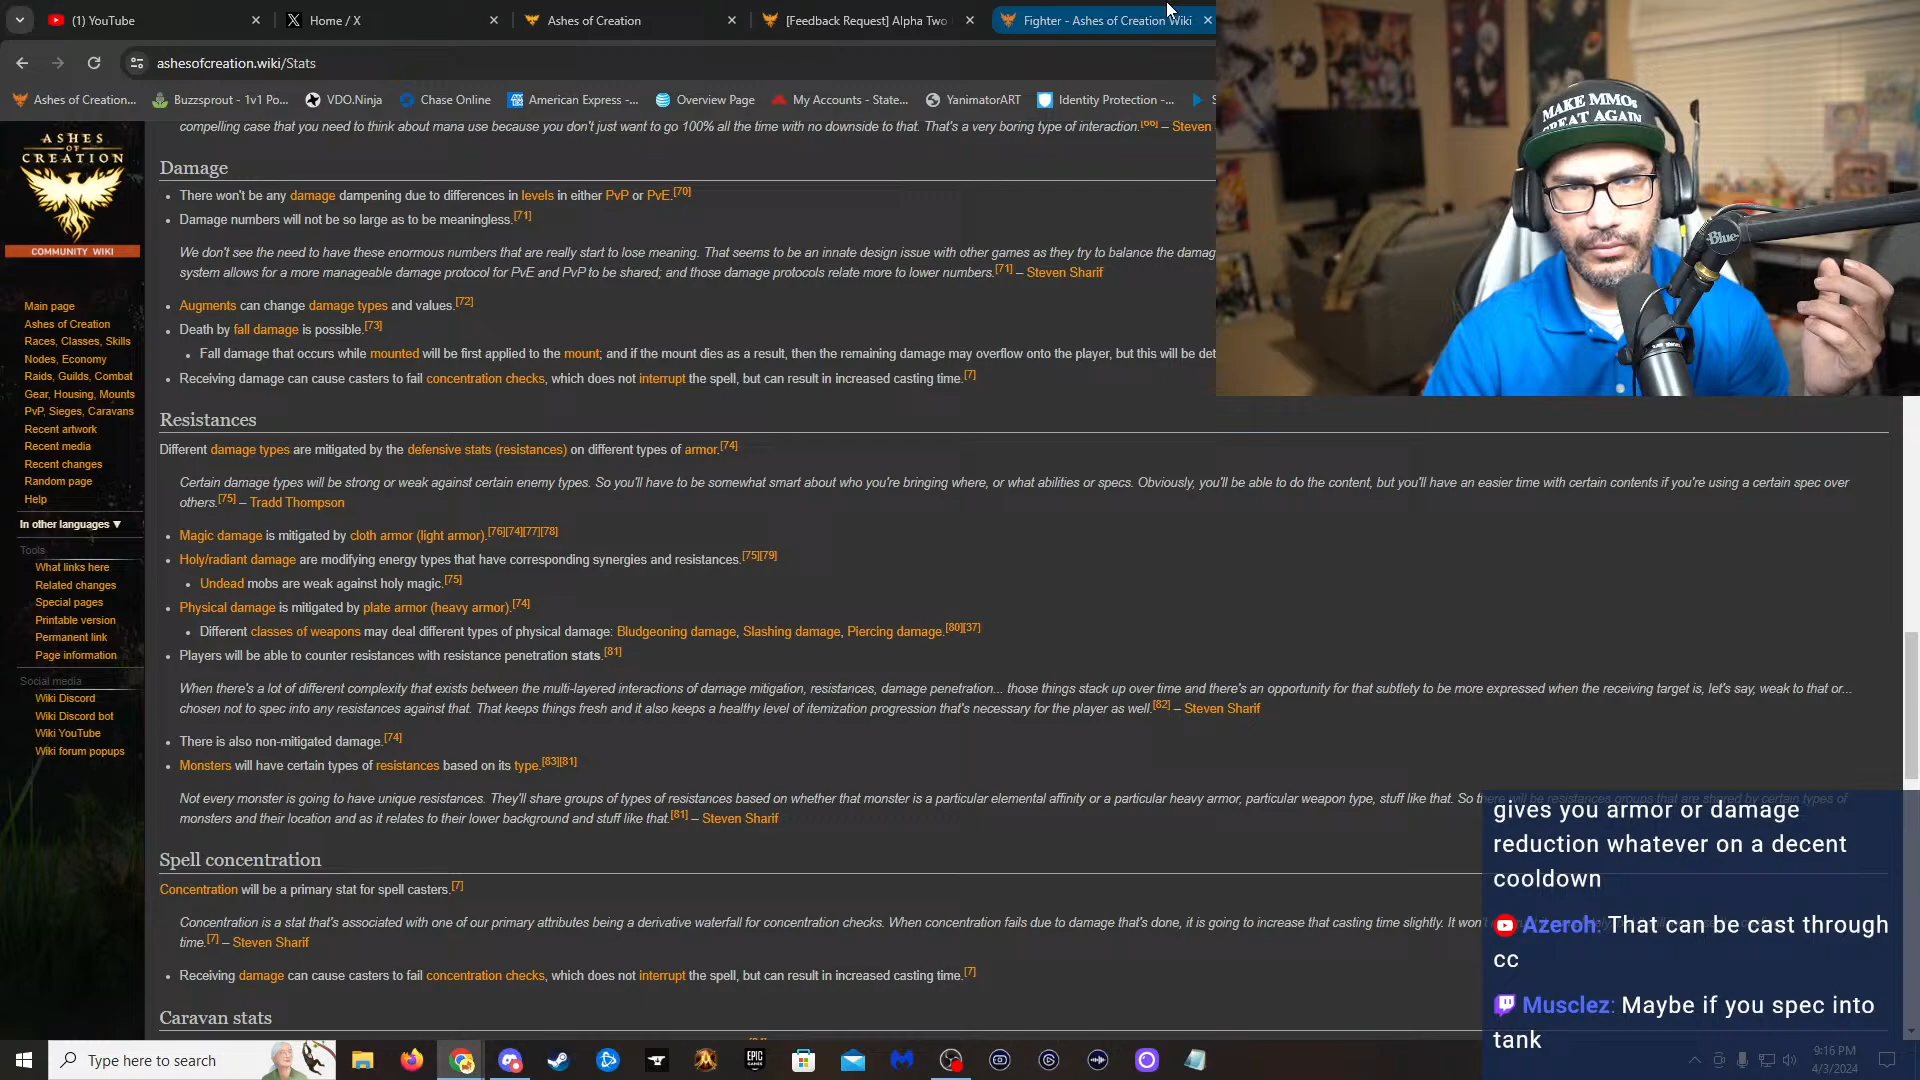 (1) YouTube
Home / X
Ashes of Creation
[Feedback Request] Alpha Two
Fighter - Ashes of Creation Wiki
ashesofcreation.wiki/Stats
Ashes of Creation...
Buzzsprout - 1v1 Po...
VDO.Ninja
Chase Online
American Express -...
Overview Page
My Accounts - State...
YanimatorART
Identity Protection -...
MAKE MMOs
GREAT AGAIN
Blue
ASHES
OF
CREATION
COMMUNITY WIKI
Main page
Ashes of Creation
Races, Classes, Skills
Nodes, Economy
Raids, Guilds, Combat
Gear, Housing, Mounts
PvP, Sieges, Caravans
Recent artwork
Recent media
Recent changes
Random page
Help
In other languages ▼
Tools
What links here
Related changes
Special pages
Printable version
Permanent link
Page information
Social media
Wiki Discord
Wiki Discord bot
Wiki YouTube
Wiki forum popups
compelling case that you need to think about mana use because you don't just want to go 100% all the time with no downside to that. That's a very boring type of interaction.[66] – Steven
Damage
There won't be any damage dampening due to differences in levels in either PvP or PvE.[70]
Damage numbers will not be so large as to be meaningless.[71]
We don't see the need to have these enormous numbers that are really start to lose meaning. That seems to be an innate design issue with other games as they try to balance the damag
system allows for a more manageable damage protocol for PvE and PvP to be shared; and those damage protocols relate more to lower numbers.[71] – Steven Sharif
Augments can change damage types and values.[72]
Death by fall damage is possible.[73]
Fall damage that occurs while mounted will be first applied to the mount; and if the mount dies as a result, then the remaining damage may overflow onto the player, but this will be det
Receiving damage can cause casters to fail concentration checks, which does not interrupt the spell, but can result in increased casting time.[7]
Resistances
Different damage types are mitigated by the defensive stats (resistances) on different types of armor.[74]
Certain damage types will be strong or weak against certain enemy types. So you'll have to be somewhat smart about who you're bringing where, or what abilities or specs. Obviously, you'll be able to do the content, but you'll have an easier time with certain contents if you're using a certain spec over
others.[75] – Tradd Thompson
Magic damage is mitigated by cloth armor (light armor).[76][74][77][78]
Holy/radiant damage are modifying energy types that have corresponding synergies and resistances.[75][79]
Undead mobs are weak against holy magic.[75]
Physical damage is mitigated by plate armor (heavy armor).[74]
Different classes of weapons may deal different types of physical damage: Bludgeoning damage, Slashing damage, Piercing damage.[80][37]
Players will be able to counter resistances with resistance penetration stats.[81]
When there's a lot of different complexity that exists between the multi-layered interactions of damage mitigation, resistances, damage penetration... those things stack up over time and there's an opportunity for that subtlety to be more expressed when the receiving target is, let's say, weak to that or...
chosen not to spec into any resistances against that. That keeps things fresh and it also keeps a healthy level of itemization progression that's necessary for the player as well.[82] – Steven Sharif
There is also non-mitigated damage.[74]
Monsters will have certain types of resistances based on its type.[83][81]
Not every monster is going to have unique resistances. They'll share groups of types of resistances based on whether that monster is a particular elemental affinity or a particular heavy armor, particular weapon type, stuff like that. So there will be resistances groups that are shared by certain types of
monsters and their location and as it relates to their lower background and stuff like that.[81] – Steven Sharif
Spell concentration
Concentration will be a primary stat for spell casters.[7]
Concentration is a stat that's associated with one of our primary attributes being a derivative waterfall for concentration checks. When concentration fails due to damage that's done, it is going to increase that casting time slightly. It won't
time.[7] – Steven Sharif
Receiving damage can cause casters to fail concentration checks, which does not interrupt the spell, but can result in increased casting time.[7]
Caravan stats
gives you armor or damage
reduction whatever on a decent
cooldown
Azeroh: That can be cast through
cc
Musclez: Maybe if you spec into
tank
Type here to search
EPIC GAMES
9:16 PM
4/3/2024